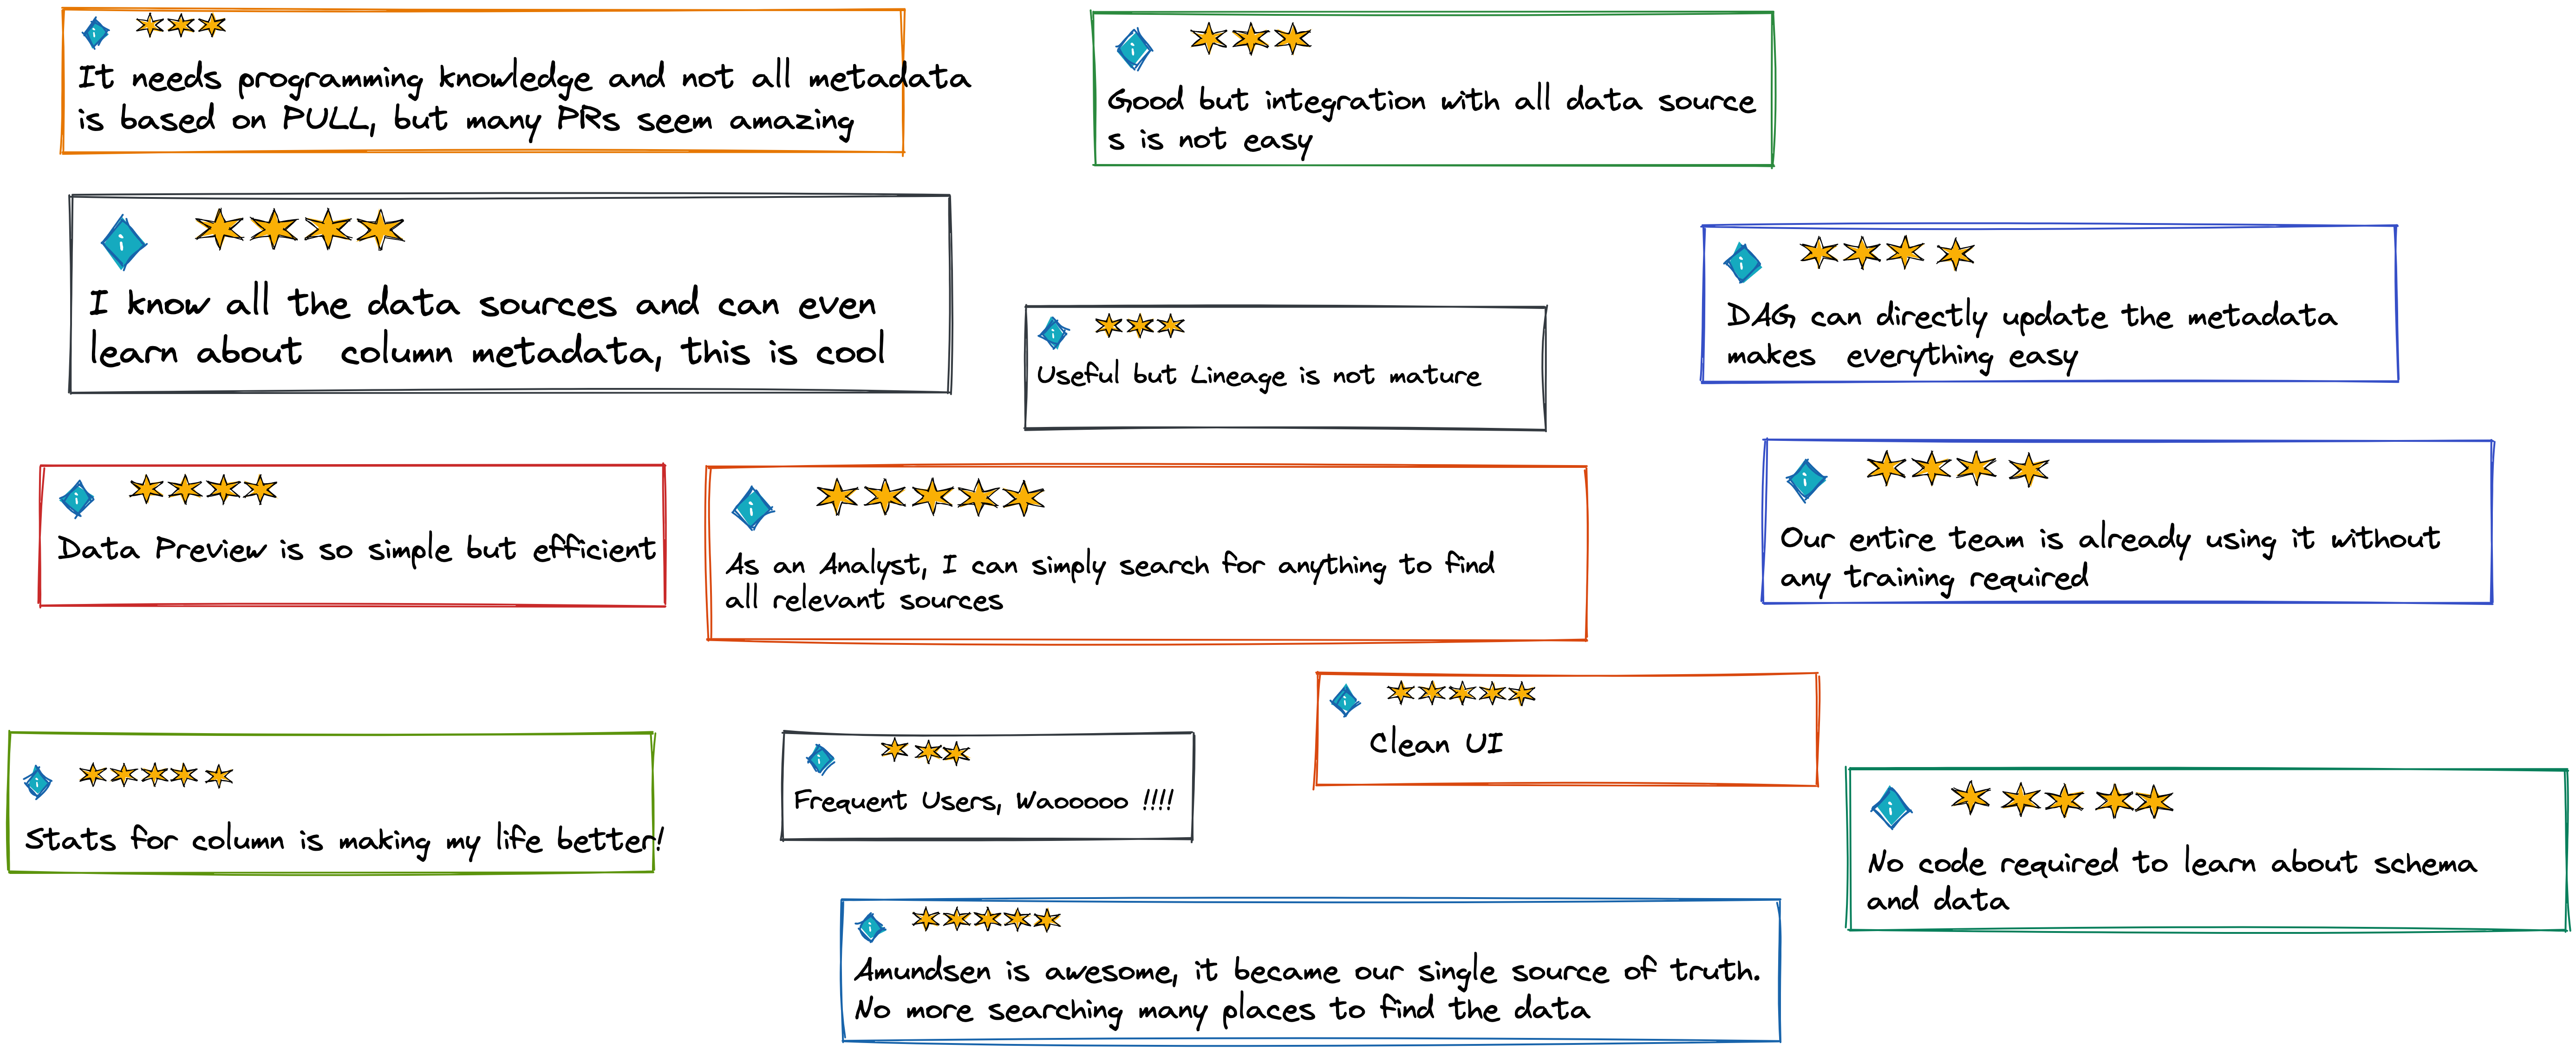 It needs programming knowledge and not all metadata
is based on PULL, but many PRs seem amazing
Good but integration with all data source
s is not easy
I know all the data sources and can even
learn about column metadata, this is cool
Useful but Lineage is not mature
DAG can directly update the metadata
makes everything easy
Data Preview is so simple but efficient
As an Analyst, I can simply search for anything to find
all relevant sources
Our entire team is already using it without
any training required
Stats for column is making my life better!
Frequent Users, Waooooo !!!!
Clean UI
No code required to learn about schema
and data
Amundsen is awesome, it became our single source of truth.
No more searching many places to find the data